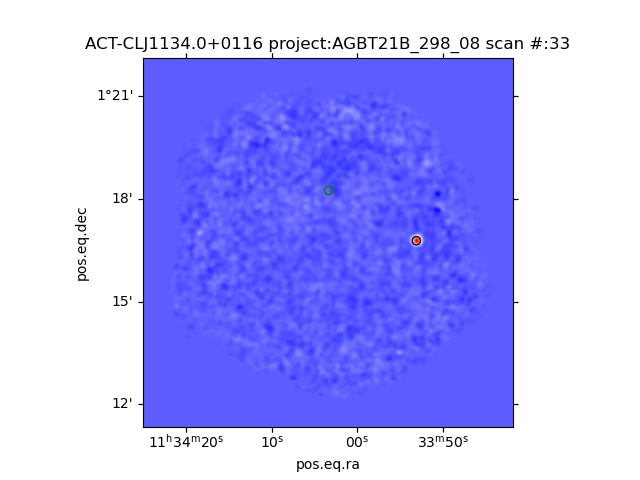 ACT-CLJ1134.0+0116 project:AGBT21B_298_08 scan #:33
1°21'
18'
15'
12'
pos.eq.dec
11ʰ34ᵐ20ˢ 10ˢ 00ˢ 33ᵐ50ˢ
pos.eq.ra